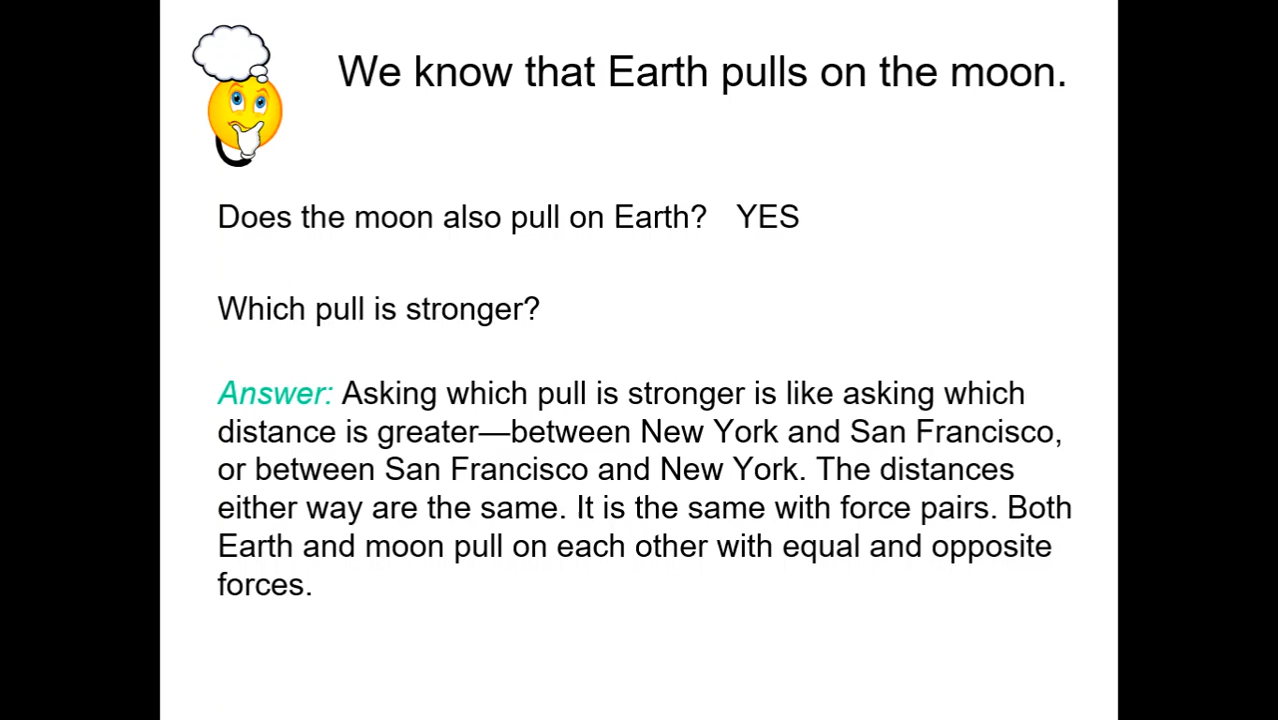 We know that Earth pulls on the moon.
Does the moon also pull on Earth? YES
Which pull is stronger?
Answer: Asking which pull is stronger is like asking which
distance is greater—between New York and San Francisco,
or between San Francisco and New York. The distances
either way are the same. It is the same with force pairs. Both
Earth and moon pull on each other with equal and opposite
forces.